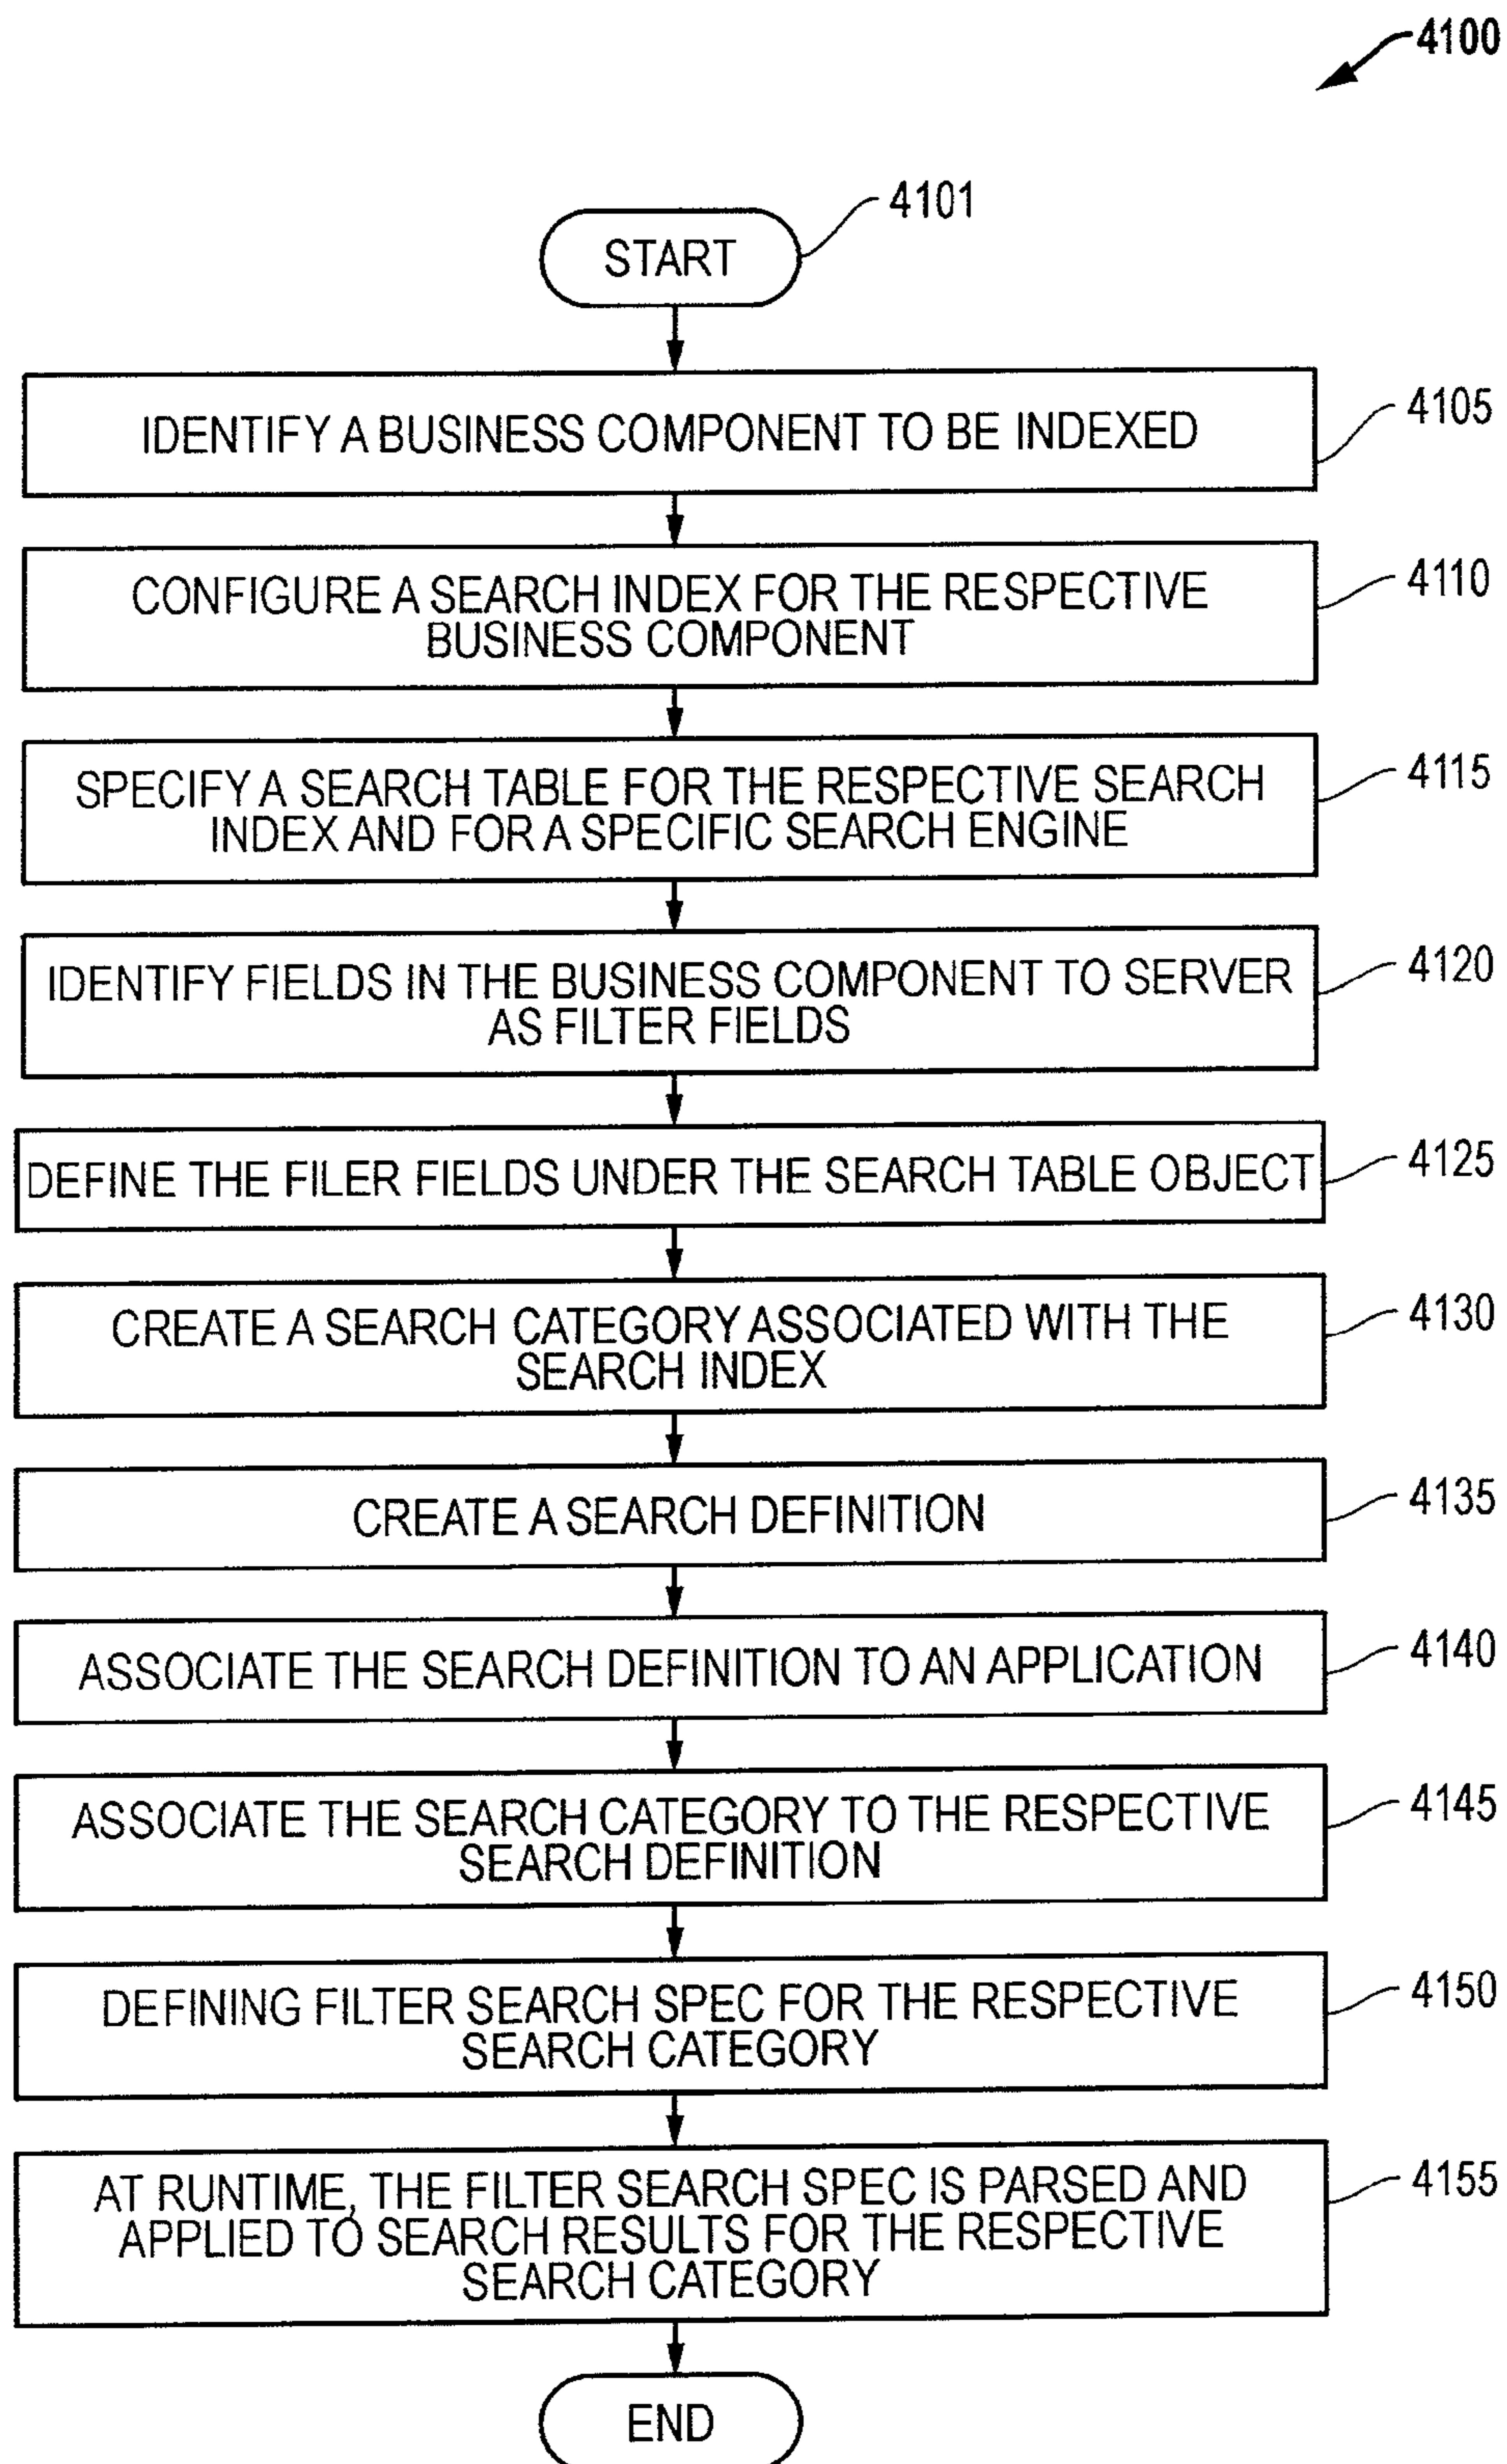 4100
START
4101
IDENTIFY A BUSINESS COMPONENT TO BE INDEXED
4105
CONFIGURE A SEARCH INDEX FOR THE RESPECTIVE
BUSINESS COMPONENT
4110
SPECIFY A SEARCH TABLE FOR THE RESPECTIVE SEARCH
INDEX AND FOR A SPECIFIC SEARCH ENGINE
4115
IDENTIFY FIELDS IN THE BUSINESS COMPONENT TO SERVER
AS FILTER FIELDS
4120
DEFINE THE FILER FIELDS UNDER THE SEARCH TABLE OBJECT
4125
CREATE A SEARCH CATEGORY ASSOCIATED WITH THE
SEARCH INDEX
4130
CREATE A SEARCH DEFINITION
4135
ASSOCIATE THE SEARCH DEFINITION TO AN APPLICATION
4140
ASSOCIATE THE SEARCH CATEGORY TO THE RESPECTIVE
SEARCH DEFINITION
4145
DEFINING FILTER SEARCH SPEC FOR THE RESPECTIVE
SEARCH CATEGORY
4150
AT RUNTIME, THE FILTER SEARCH SPEC IS PARSED AND
APPLIED TO SEARCH RESULTS FOR THE RESPECTIVE
SEARCH CATEGORY
4155
END